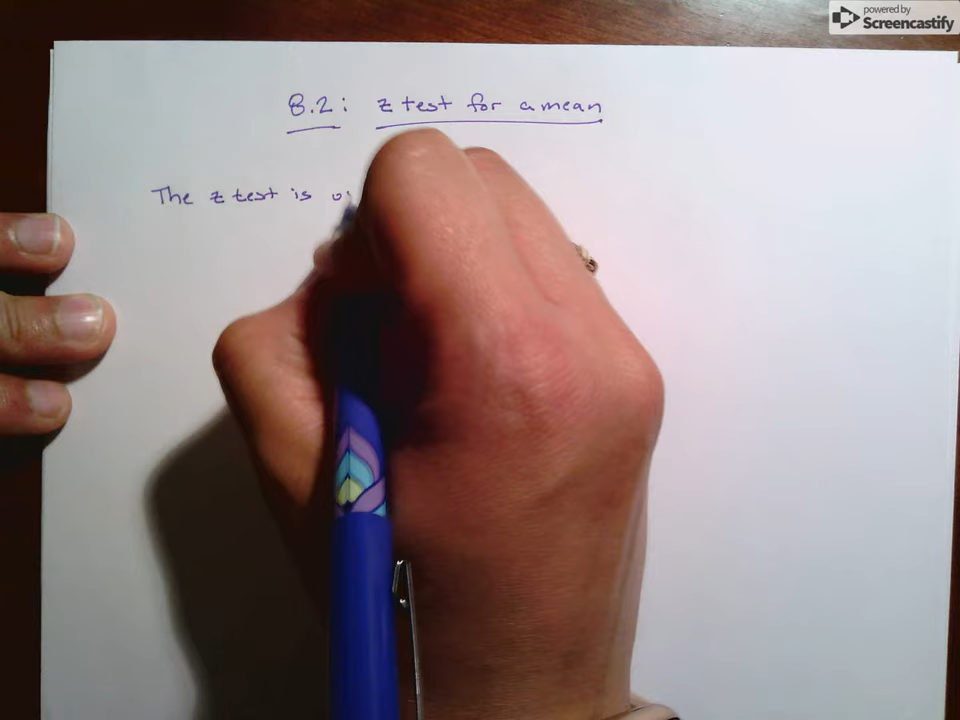 powered by
Screencastify
8.2: z test for a mean
The z test is